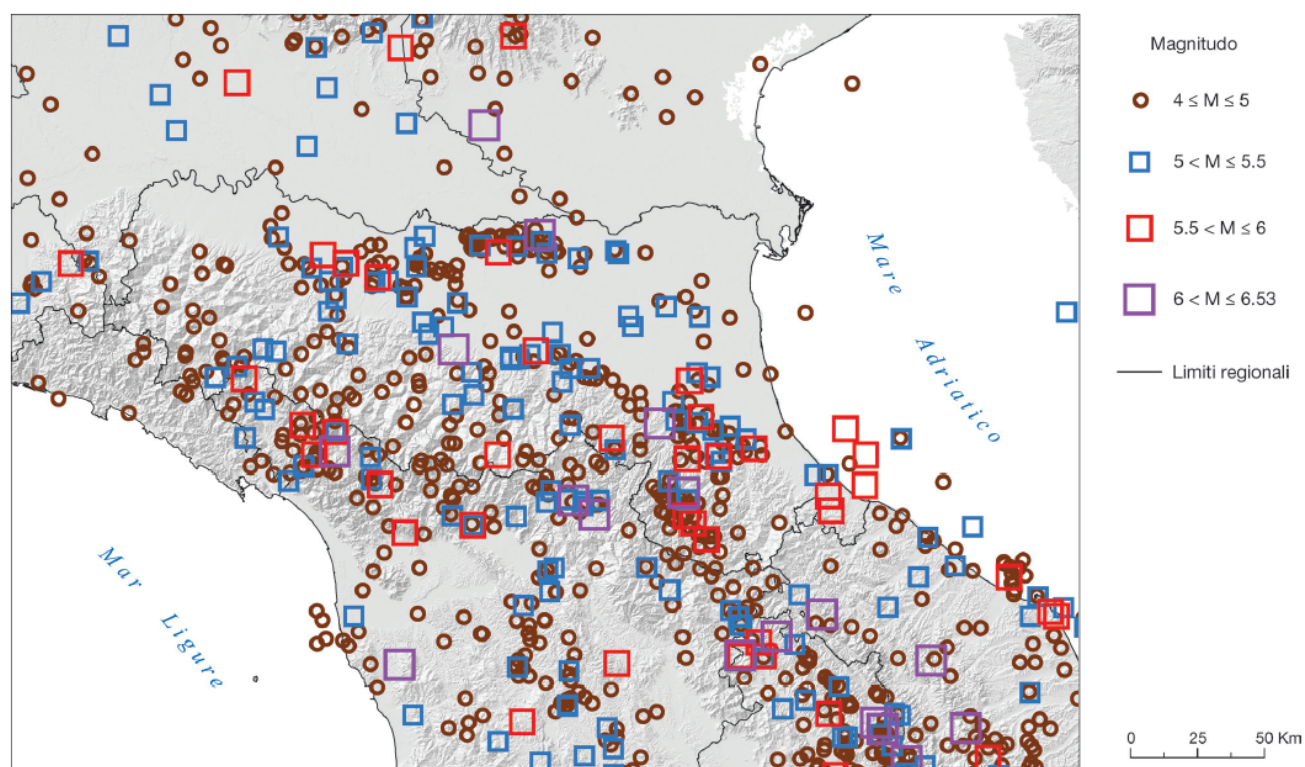 Magnitudo
4 ≤ M ≤ 5
5 < M ≤ 5.5
5.5 < M ≤ 6
6 < M ≤ 6.53
Limiti regionali
Mare
Adriatico
Mar
Ligure
0 25 50 Km